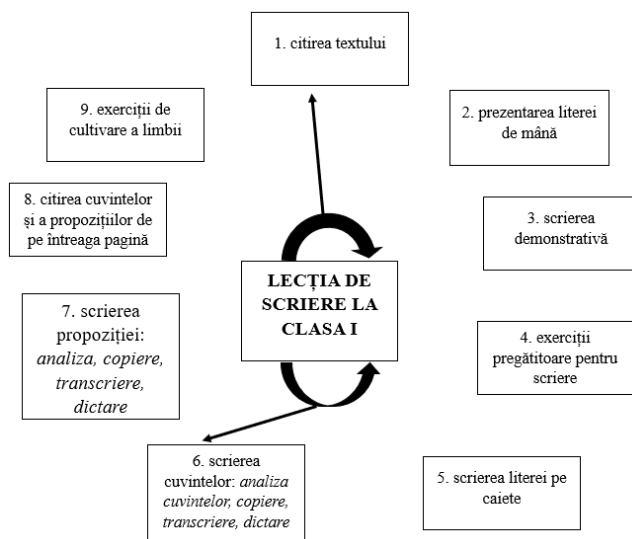 1. citirea textului
2. prezentarea literei
de mână
3. scrierea
demonstrativă
4. exerciții
pregătitoare pentru
scriere
5. scrierea literei pe
caiete
6. scrierea
cuvintelor: analiza
cuvintelor, copiere,
transcriere, dictare
7. scrierea
propoziției:
analiza, copiere,
transcriere,
dictare
8. citirea cuvintelor
și a propozițiilor de
pe întreaga pagină
9. exerciții de
cultivare a limbii
LECȚIA DE
SCRIERE LA
CLASA I